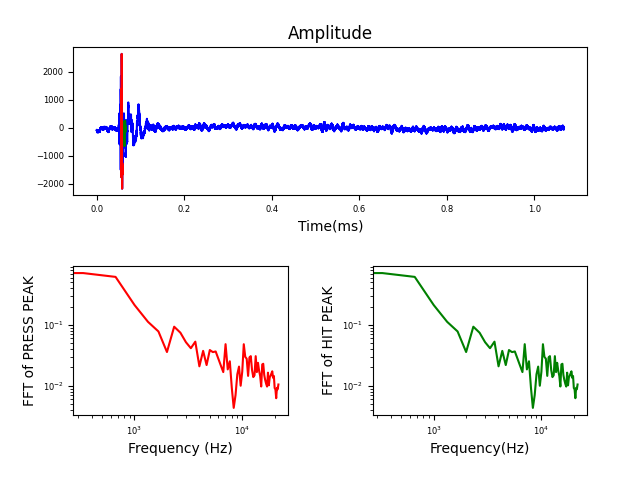 Amplitude
2000
1000
0
−1000
−2000
0.0 0.2 0.4 0.6 0.8 1.0
Time(ms)
FFT of PRESS PEAK
10⁻¹
10⁻²
10³ 10⁴
Frequency (Hz)
FFT of HIT PEAK
10⁻¹
10⁻²
10³ 10⁴
Frequency(Hz)